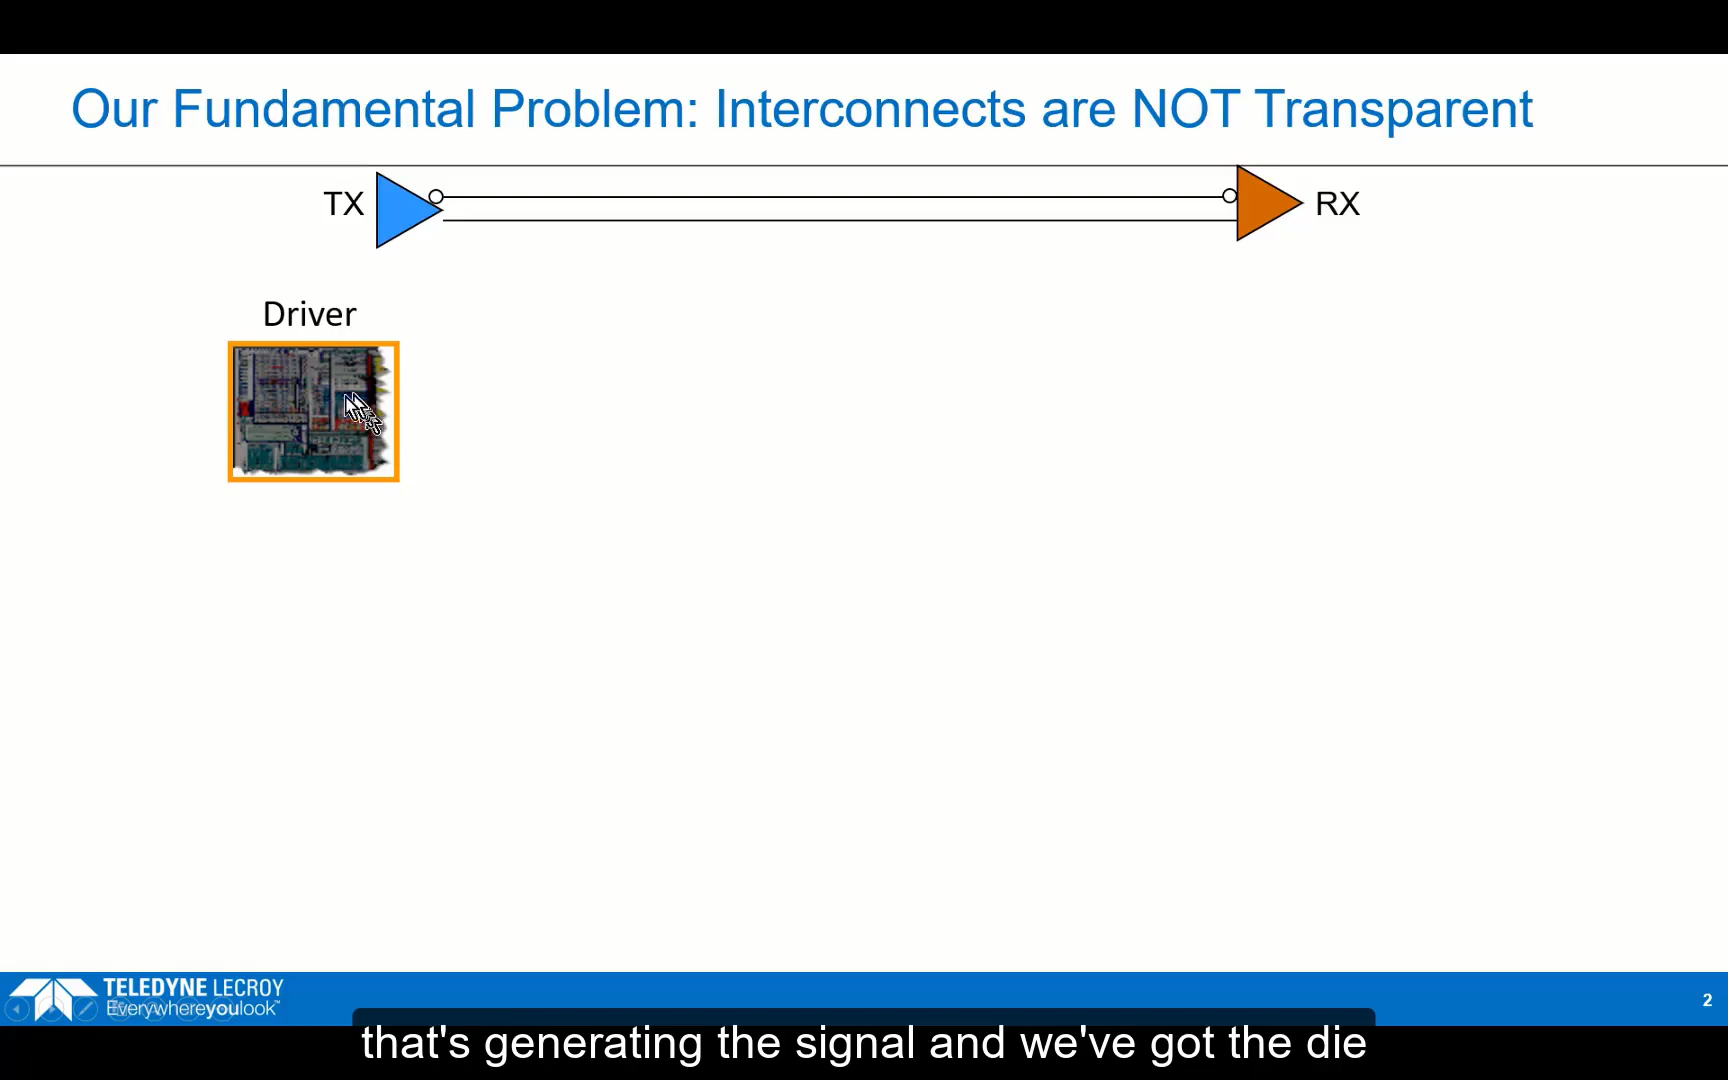 Our Fundamental Problem: Interconnects are NOT Transparent
TX
RX
Driver
TELEDYNE LECROY
Everywhereyoulook™
2
that's generating the signal and we've got the die